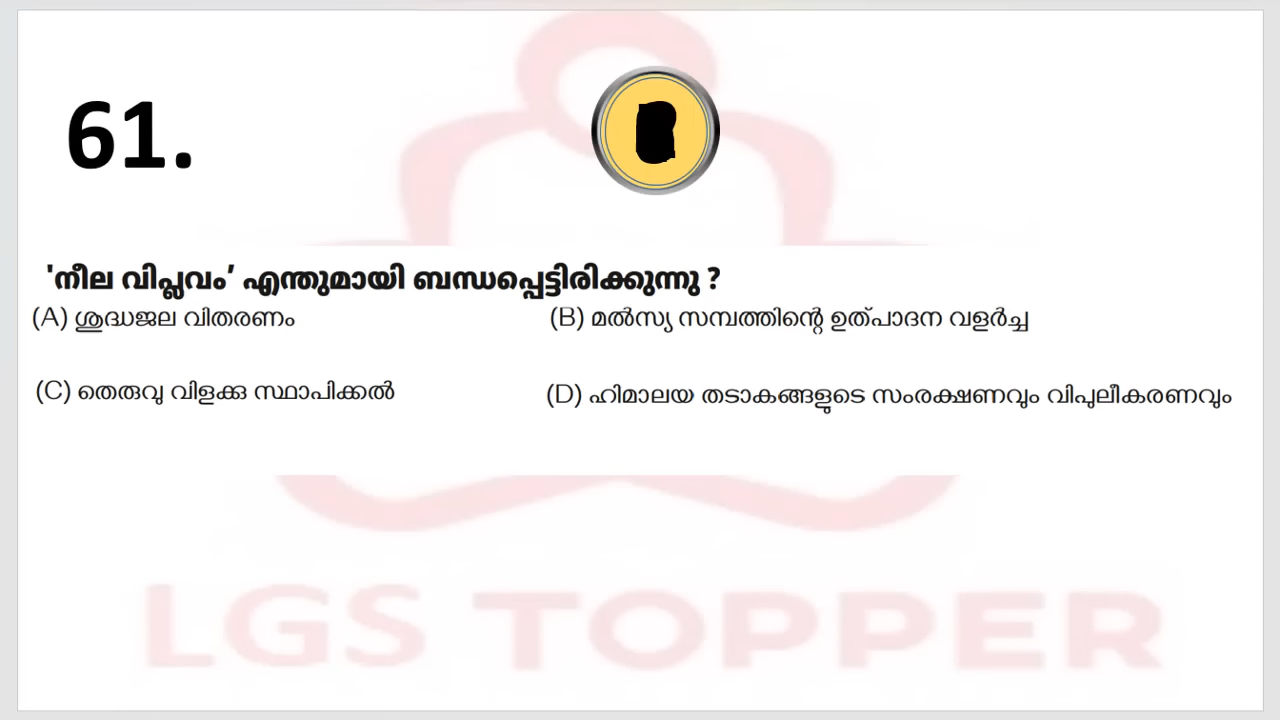 61.
'നീല വിപ്ലവം' എന്തുമായി ബന്ധപ്പെട്ടിരിക്കുന്നു ?
(A) ശുദ്ധജല വിതരണം (B) മൽസ്യ സമ്പത്തിന്റെ ഉത്പാദന വളർച്ച
(C) തെരുവു വിളക്കു സ്ഥാപിക്കൽ (D) ഹിമാലയ തടാകങ്ങളുടെ സംരക്ഷണവും വിപുലീകരണവും
LGS TOPPER